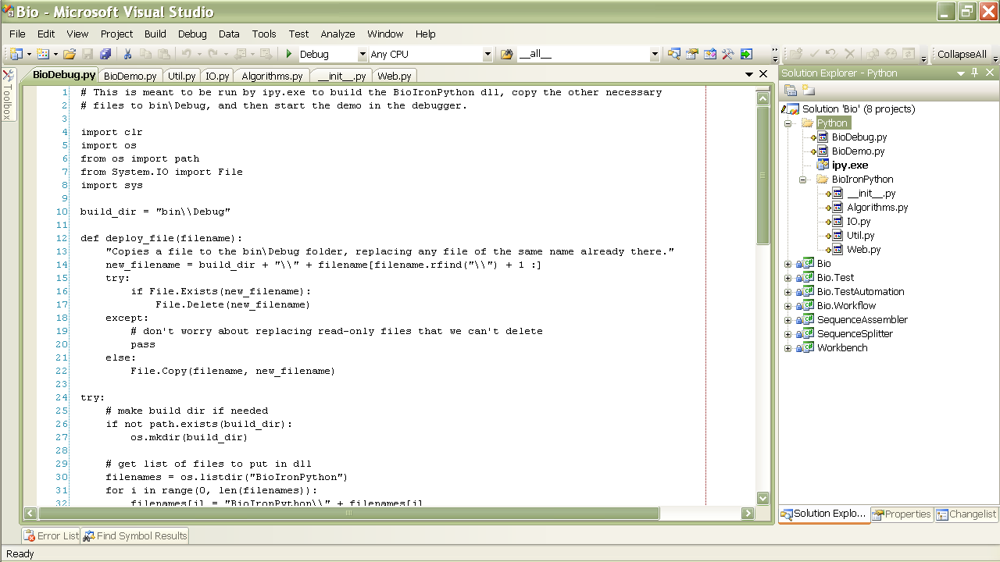 Bio - Microsoft Visual Studio
File Edit View Project Build Debug Data Tools Test Analyze Window Help
Debug Any CPU __all__ CollapseAll
Toolbox
BioDebug.py BioDemo.py Util.py IO.py Algorithms.py __init__.py Web.py
1 # This is meant to be run in ipy.exe to build the BioIronPython dll, copy the other necessary
2 # files to bin\Debug, and then start the demo in the debugger.
3
4 import clr
5 import os
6 from os import path
7 from System.IO import File
8 import sys
9
10 build_dir = "bin\\Debug"
11
12 def deploy_file(filename):
13 "Copies a file to the bin\Debug folder, replacing any file of the same name already there."
14 new_filename = build_dir + "\\" + filename[filename.rfind("\\") + 1 :]
15 try:
16 if File.Exists(new_filename):
17 File.Delete(new_filename)
18 except:
19 # don't worry about replacing read-only files that we can't delete
20 pass
21 else:
22 File.Copy(filename, new_filename)
23
24 try:
25 # make build dir if needed
26 if not path.exists(build_dir):
27 os.mkdir(build_dir)
28
29 # get list of files to put in dll
30 filenames = os.listdir("BioIronPython")
31 for i in range(0, len(filenames)):
32 filenames[i] = "BioIronPython\\" + filenames[i]
Solution Explorer - Python
Solution 'Bio' (8 projects)
Python
BioDebug.py
BioDemo.py
ipy.exe
BioIronPython
__init__.py
Algorithms.py
IO.py
Util.py
Web.py
Bio
Bio.Test
Bio.TestAutomation
Bio.Workflow
SequenceAssembler
SequenceSplitter
Workbench
Solution Explo... Properties Changelist
Error List Find Symbol Results
Ready